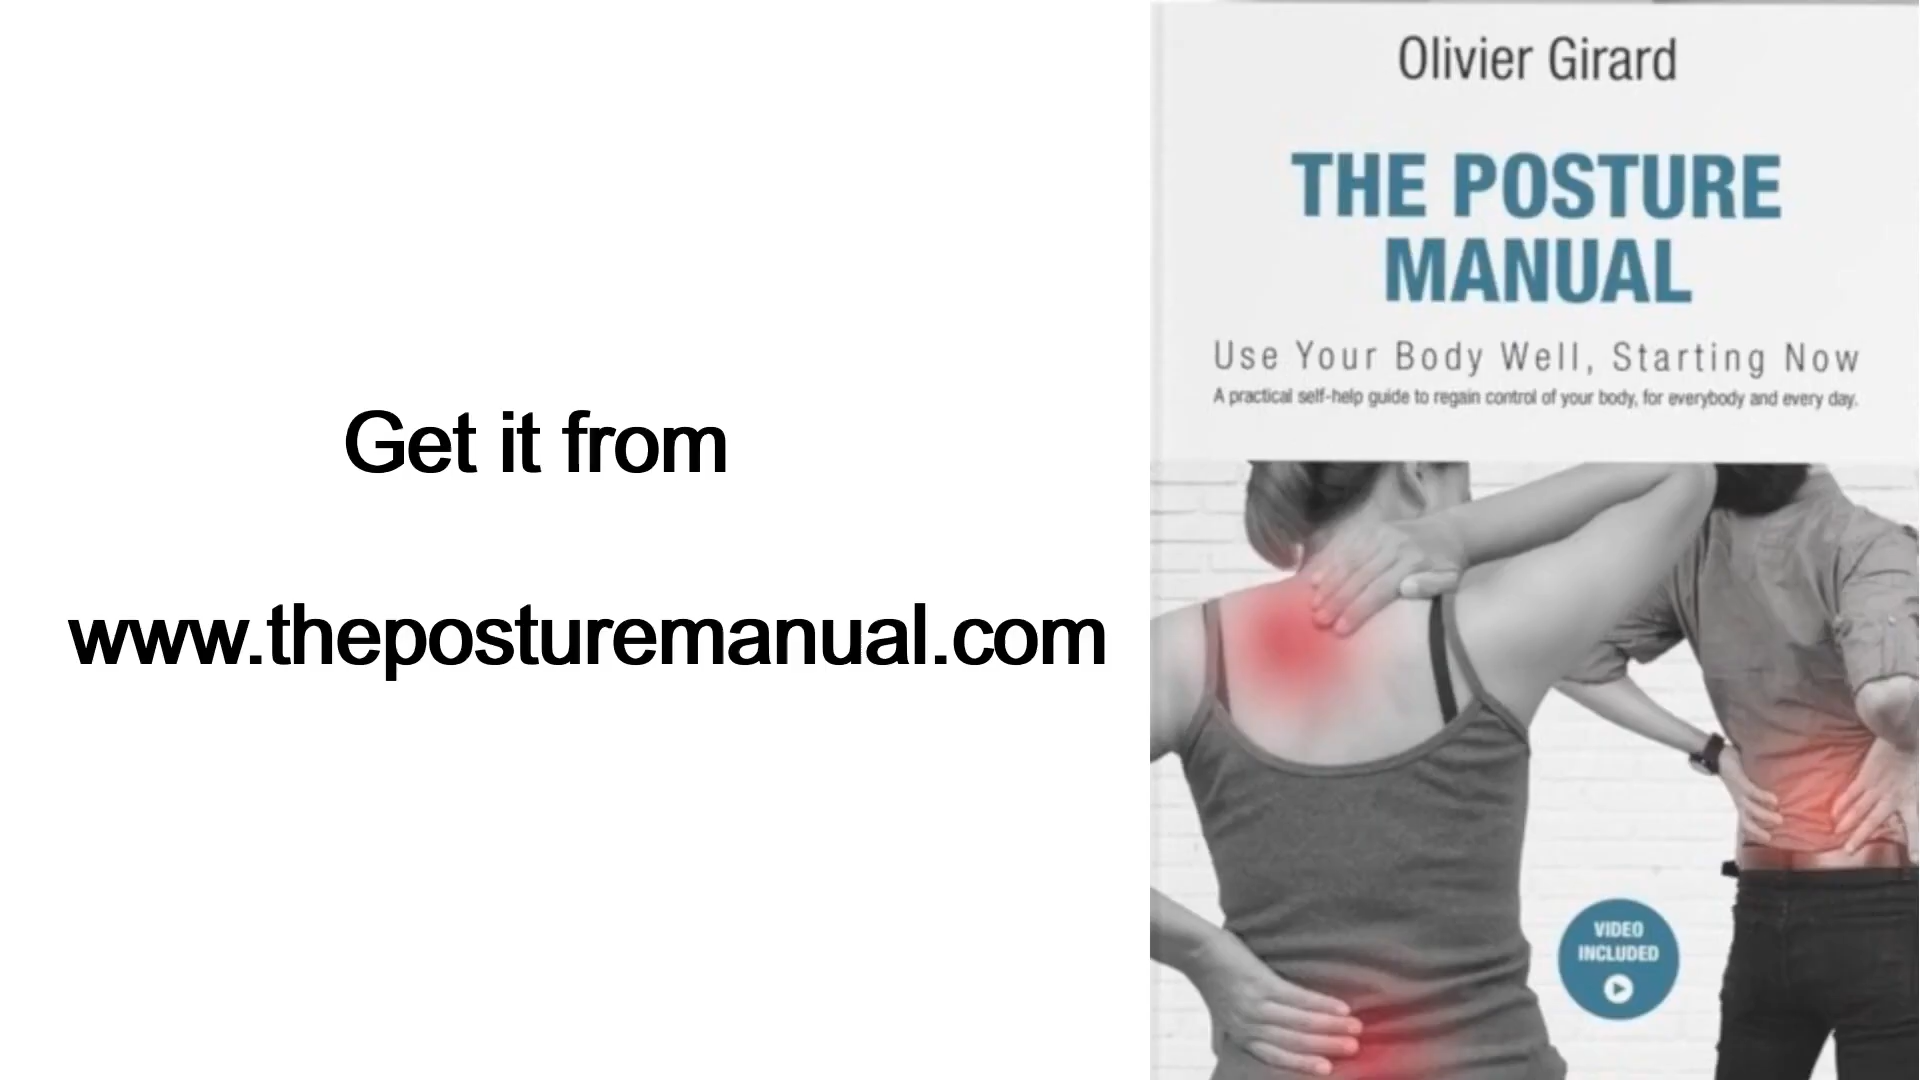 Get it from
www.theposturemanual.com
Olivier Girard
THE POSTURE
MANUAL
Use Your Body Well, Starting Now
A practical self-help guide to regain control of your body, for everybody and every day.
VIDEO
INCLUDED